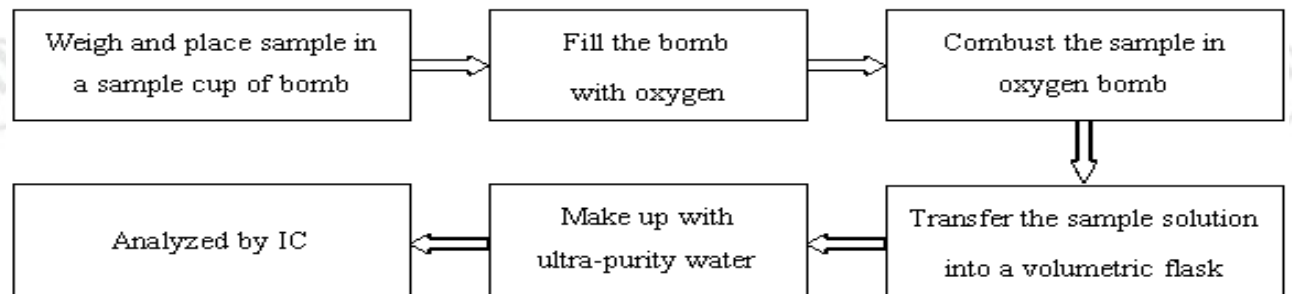 Weigh and place sample in
a sample cup of bomb
Fill the bomb
with oxygen
Combust the sample in
oxygen bomb
Transfer the sample solution
into a volumetric flask
Make up with
ultra-purity water
Analyzed by IC